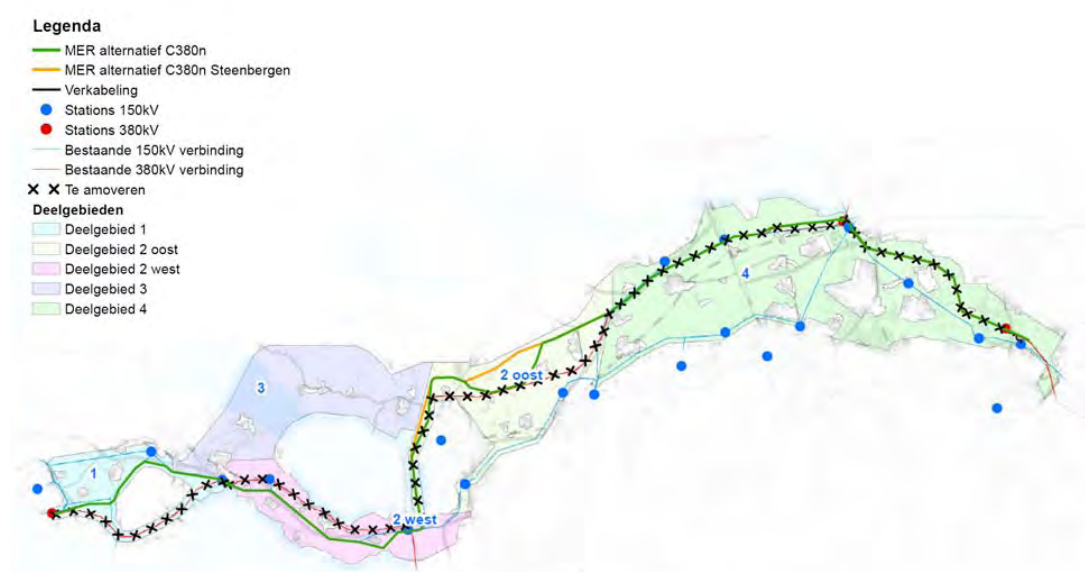 Legenda
MER alternatief C380n
MER alternatief C380n Steenbergen
Verkabeling
Stations 150kV
Stations 380kV
Bestaande 150kV verbinding
Bestaande 380kV verbinding
Te amoveren
Deelgebieden
Deelgebied 1
Deelgebied 2 oost
Deelgebied 2 west
Deelgebied 3
Deelgebied 4
4
2 oost
3
1
2 west